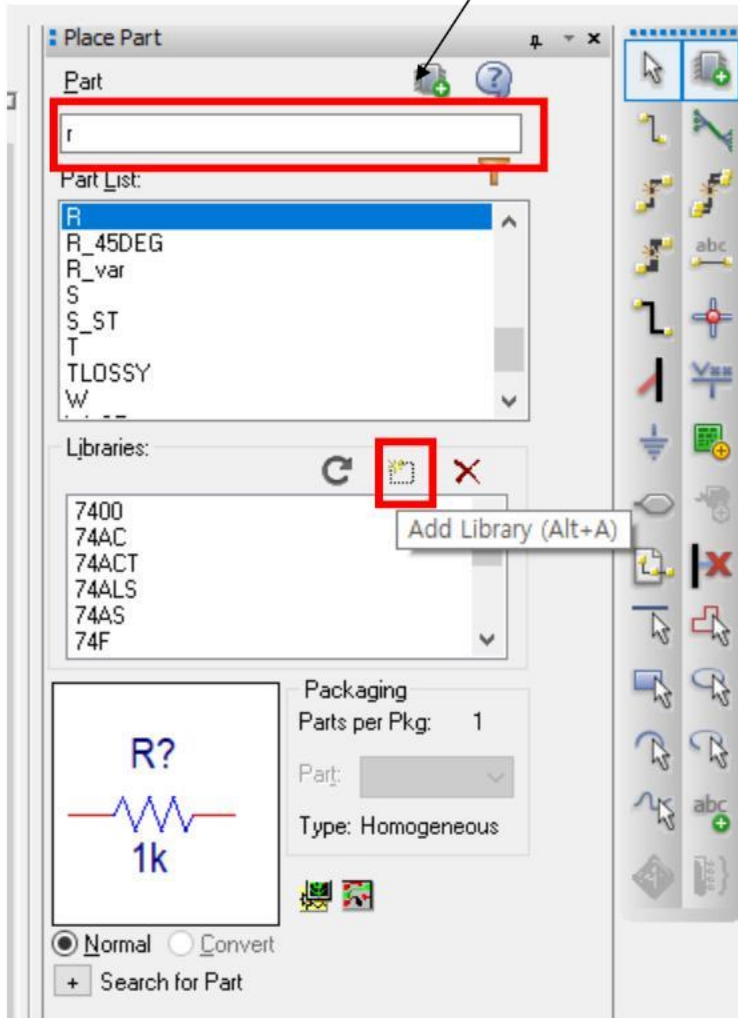 Place Part
Part
r
Part List:
R
R_45DEG
R_var
S
S_ST
T
TLOSSY
W
Libraries:
Add Library (Alt+A)
7400
74AC
74ACT
74ALS
74AS
74F
R?
1k
Packaging
Parts per Pkg: 1
Part:
Type: Homogeneous
Normal Convert
+ Search for Part
abc
abc